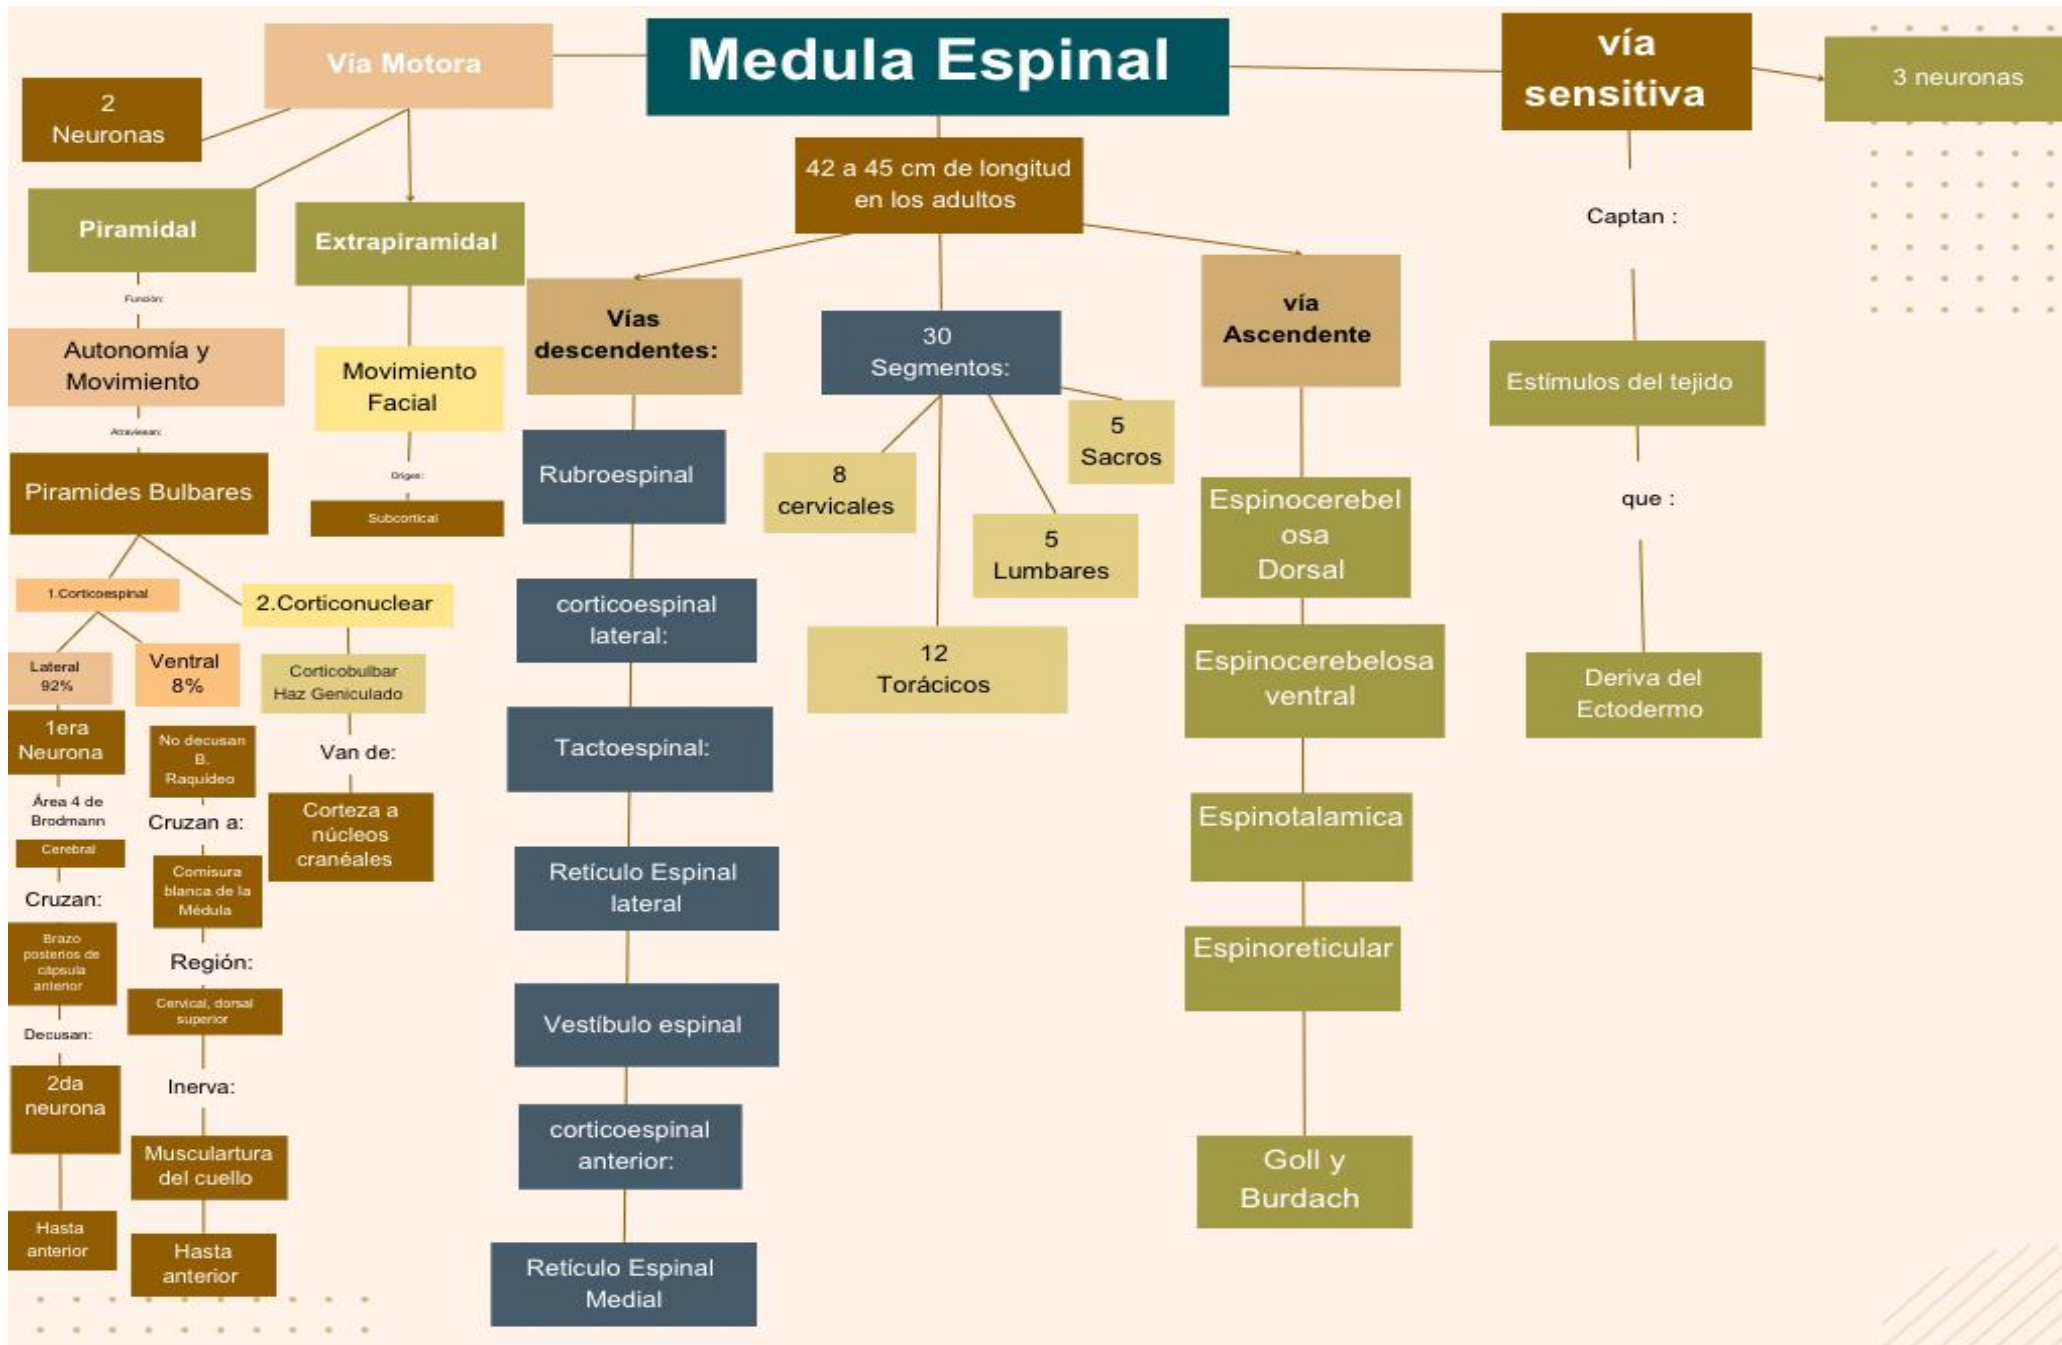 Medula Espinal
Vía Motora
2
Neuronas
Piramidal
Función:
Autonomía y
Movimiento
Atraviesan:
Piramides Bulbares
1.Corticoespinal
Lateral
92%
1era
Neurona
Área 4 de
Brodmann
Cerebral
Cruzan:
Brazo
posterios de
cápsula
anterior
Decusan:
2da
neurona
Hasta
anterior
Ventral
8%
No decusan
B.
Raquídeo
Cruzan a:
Comisura
blanca de la
Médula
Región:
Cervical, dorsal
superior
Inerva:
Musculartura
del cuello
Hasta
anterior
2.Corticonuclear
Corticobulbar
Haz Geniculado
Van de:
Corteza a
núcleos
cranéales
Extrapiramidal
Movimiento
Facial
Origen:
Subcortical
42 a 45 cm de longitud
en los adultos
Vías
descendentes:
Rubroespinal
corticoespinal
lateral:
Tactoespinal:
Retículo Espinal
lateral
Vestíbulo espinal
corticoespinal
anterior:
Retículo Espinal
Medial
30
Segmentos:
8
cervicales
12
Torácicos
5
Lumbares
5
Sacros
vía
Ascendente
Espinocerebel
osa
Dorsal
Espinocerebelosa
ventral
Espinotalamica
Espinoreticular
Goll y
Burdach
vía
sensitiva
3 neuronas
Captan :
Estímulos del tejido
que :
Deriva del
Ectodermo